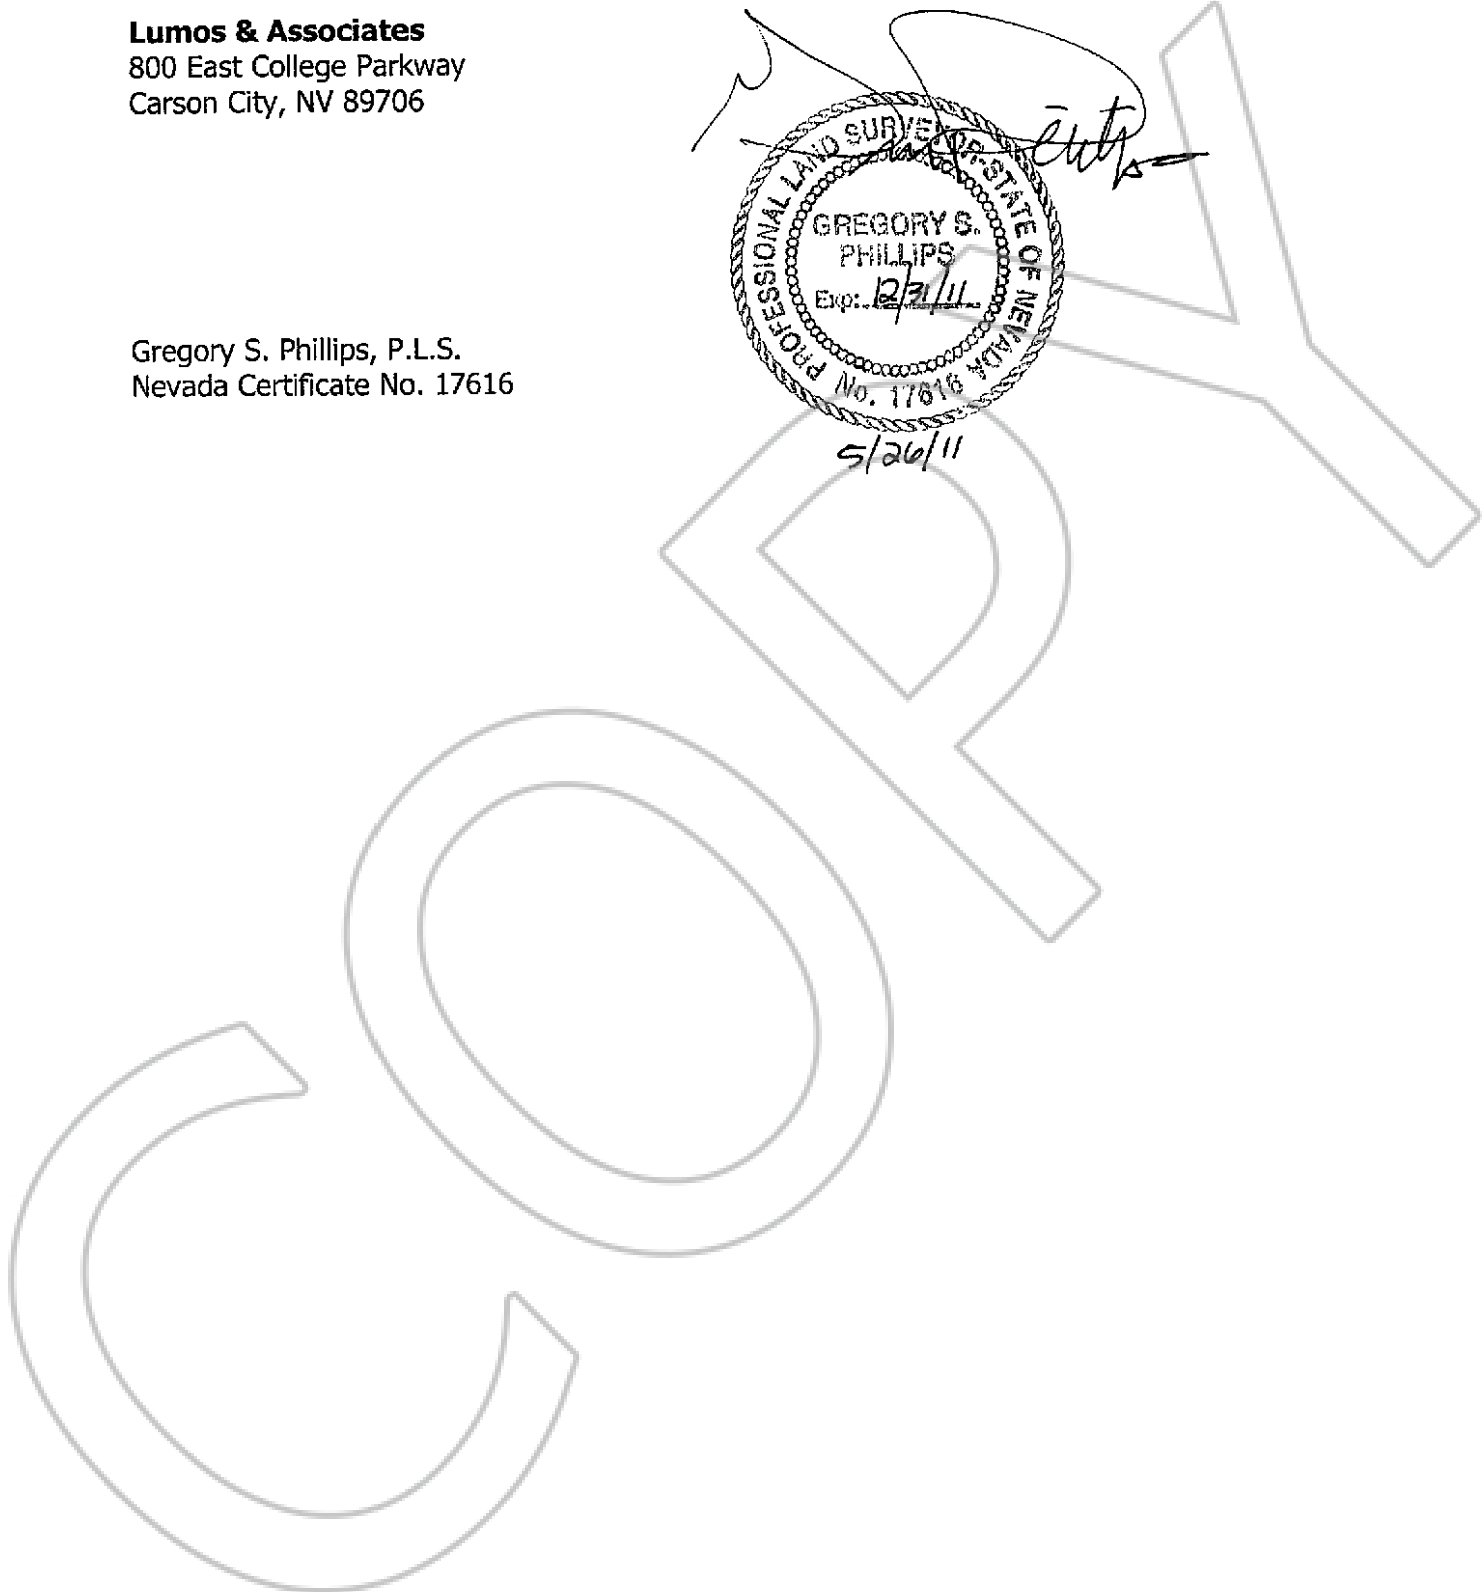 Lumos & Associates
800 East College Parkway
Carson City, NV 89706
PROFESSIONAL LAND SURVEYOR-STATE OF NEVADA
GREGORY S.
PHILLIPS
Exp: 12/31/11
No. 17616
5/26/11
Gregory S. Phillips, P.L.S.
Nevada Certificate No. 17616
COPY